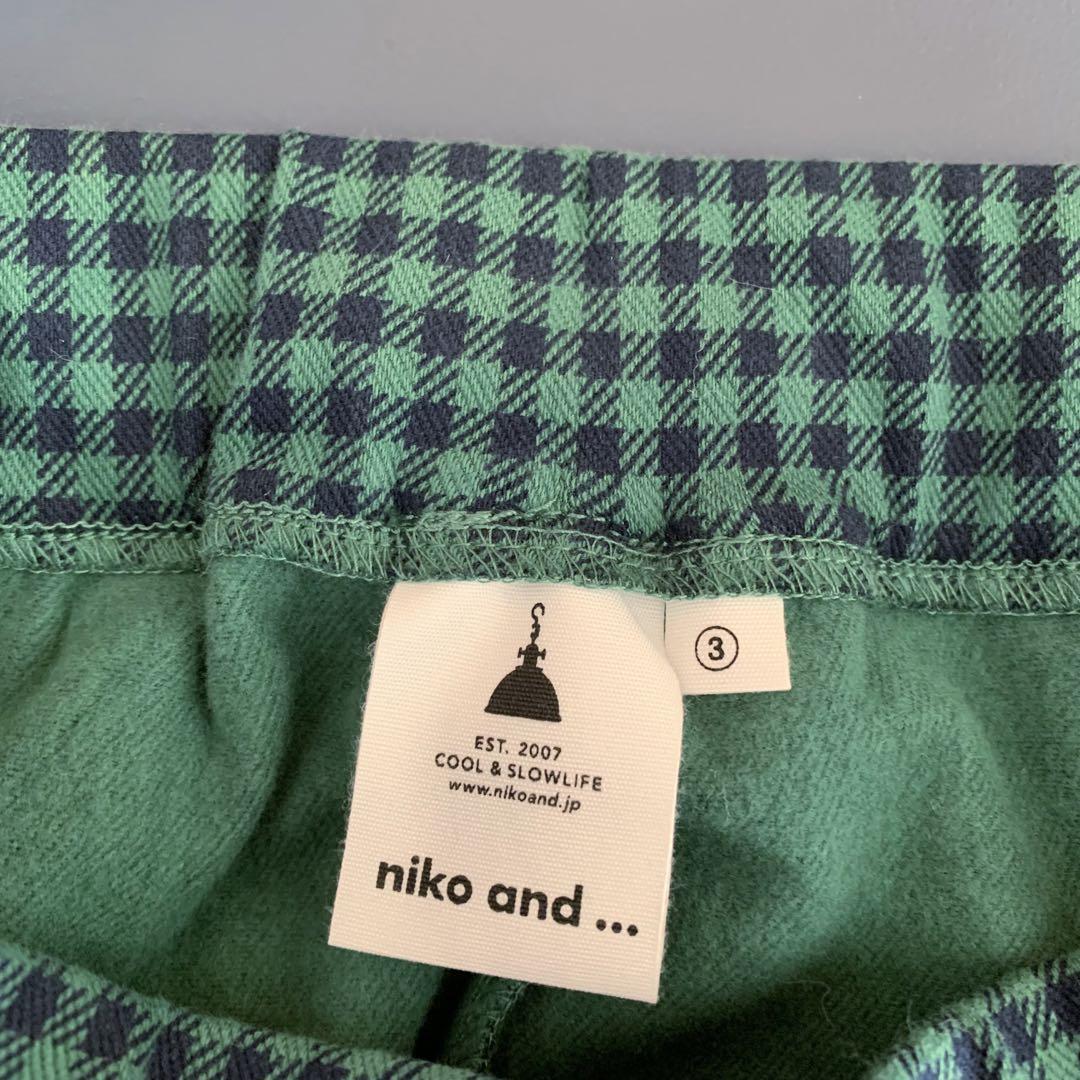 EST. 2007
COOL & SLOWLIFE
www.nikoand.jp
niko and ...
③